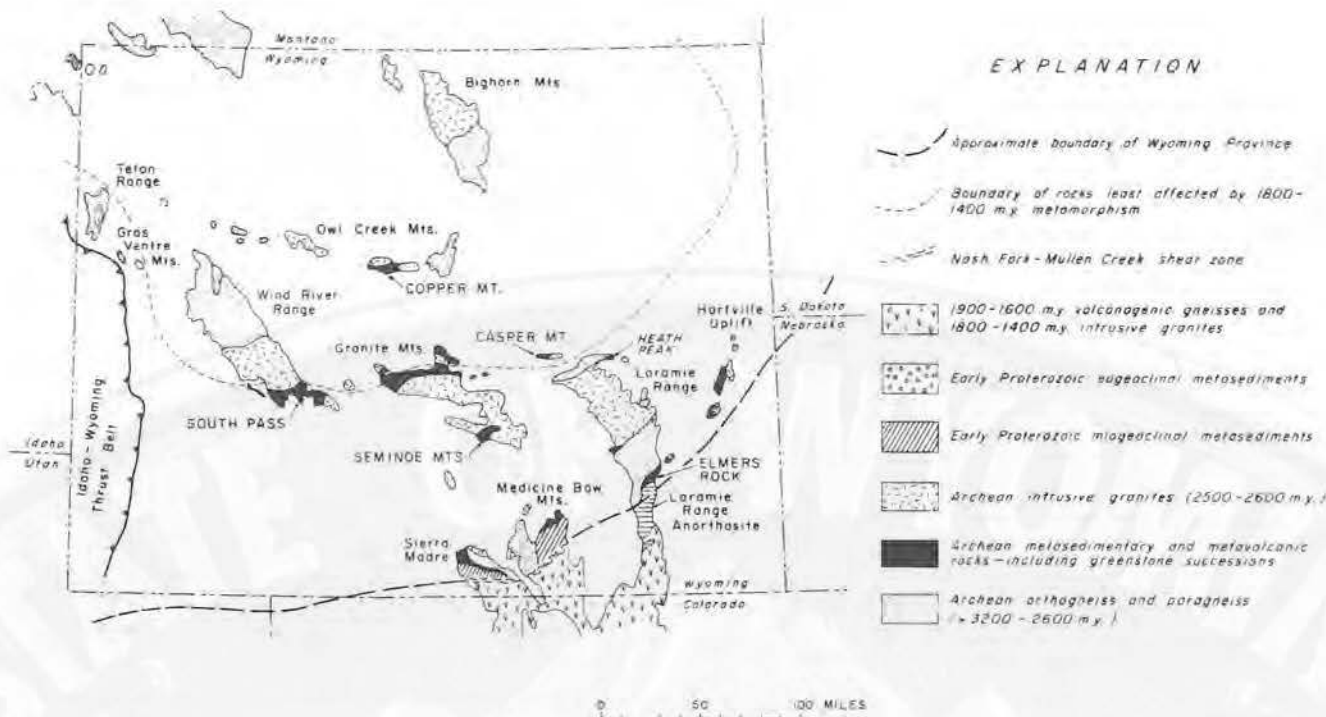 Montana
Wyoming
Bighorn Mts.
Teton
Range
Gros
Ventre
Mts.
Owl Creek Mts.
COPPER MT.
Wind River
Range
Granite Mts.
CASPER MT.
HEATH
PEAK
Hartville
Uplift
S. Dakota
Nebraska
Laramie
Range
SOUTH PASS
Idaho
Utah
Idaho-Wyoming
Thrust Belt
SEMINOE MTS.
ELMERS
ROCK
Medicine Bow
Mts.
Laramie
Range
Anorthosite
Sierra
Madre
Wyoming
Colorado
EXPLANATION
Approximate boundary of Wyoming Province
Boundary of rocks least affected by 1800-
1400 m.y. metamorphism
Nash Fork-Mullen Creek shear zone
1900-1600 m.y. volcanogenic gneisses and
1800-1400 m.y. intrusive granites
Early Proterozoic eugeoclinal metasediments
Early Proterozoic miogeoclinal metasediments
Archean intrusive granites (2500-2600 m.y.)
Archean metasedimentary and metavolcanic
rocks-including greenstone successions
Archean orthogneiss and paragneiss
(>3200-2600 m.y.)
0 50 100 MILES